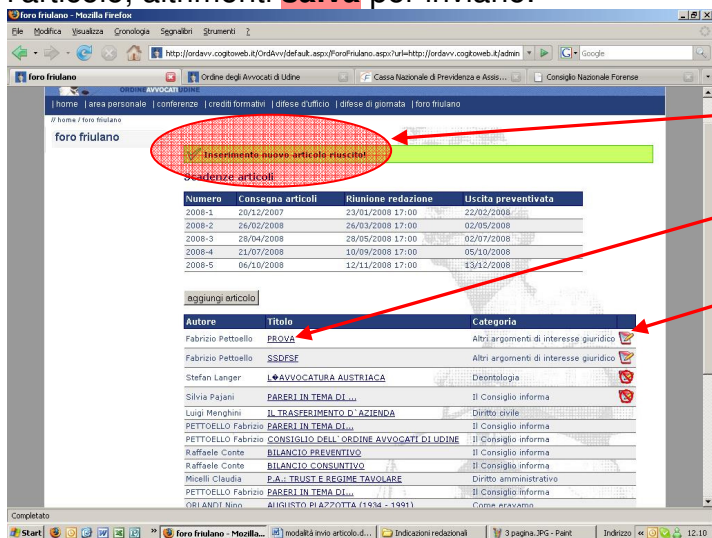 l'articolo, altrimenti salva per inviarlo.
foro friulano - Mozilla Firefox
File Modifica Visualizza Cronologia Segnalibri Strumenti ?
http://ordavv.cogitoweb.it/OrdAvv/default.aspx/ForoFriulano.aspx?url=http://ordavv.cogitoweb.it/admin
Google
foro friulano
Ordine degli Avvocati di Udine
Cassa Nazionale di Previdenza e Assis...
Consiglio Nazionale Forense
ORDINEAVVOCATIUDINE
| home | area personale | conferenze | crediti formativi | difese d'ufficio | difese di giornata | foro friulano
// home / foro friulano
foro friulano
Inserimento nuovo articolo riuscito!
Scadenze articoli
Numero Consegna articoli Riunione redazione Uscita preventivata
2008-1 20/12/2007 23/01/2008 17:00 22/02/2008
2008-2 26/02/2008 26/03/2008 17:00 02/05/2008
2008-3 28/04/2008 28/05/2008 17:00 02/07/2008
2008-4 21/07/2008 10/09/2008 17:00 05/10/2008
2008-5 06/10/2008 12/11/2008 17:00 13/12/2008
aggiungi articolo
Autore Titolo Categoria
Fabrizio Pettoello PROVA Altri argomenti di interesse giuridico
Fabrizio Pettoello SSDFSF Altri argomenti di interesse giuridico
Stefan Langer L�AVVOCATURA AUSTRIACA Deontologia
Silvia Pajani PARERI IN TEMA DI ... Il Consiglio informa
Luigi Menghini IL TRASFERIMENTO D`AZIENDA Diritto civile
PETTOELLO Fabrizio PARERI IN TEMA DI... Il Consiglio informa
PETTOELLO Fabrizio CONSIGLIO DELL`ORDINE AVVOCATI DI UDINE Il Consiglio informa
Raffaele Conte BILANCIO PREVENTIVO Il Consiglio informa
Raffaele Conte BILANCIO CONSUNTIVO Il Consiglio informa
Micelli Claudia P.A.: TRUST E REGIME TAVOLARE Diritto amministrativo
PETTOELLO Fabrizio PARERI IN TEMA DI... Il Consiglio informa
ORLANDI Nino AUGUSTO PLAZZOTTA (1934 - 1991) Come eravamo
Completato
Start » foro friulano - Mozilla... modalità invio articolo.d... Indicazioni redazionali 3 pagina.JPG - Paint Indirizzo « 12.10